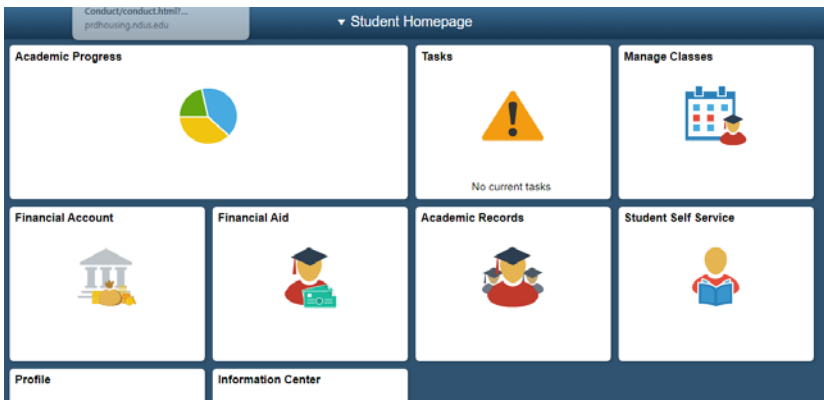 Conduct/conduct.html?...
prdhousing.ndus.edu
Student Homepage
Academic Progress
Tasks
Manage Classes
No current tasks
Financial Account
Financial Aid
Academic Records
Student Self Service
Profile
Information Center